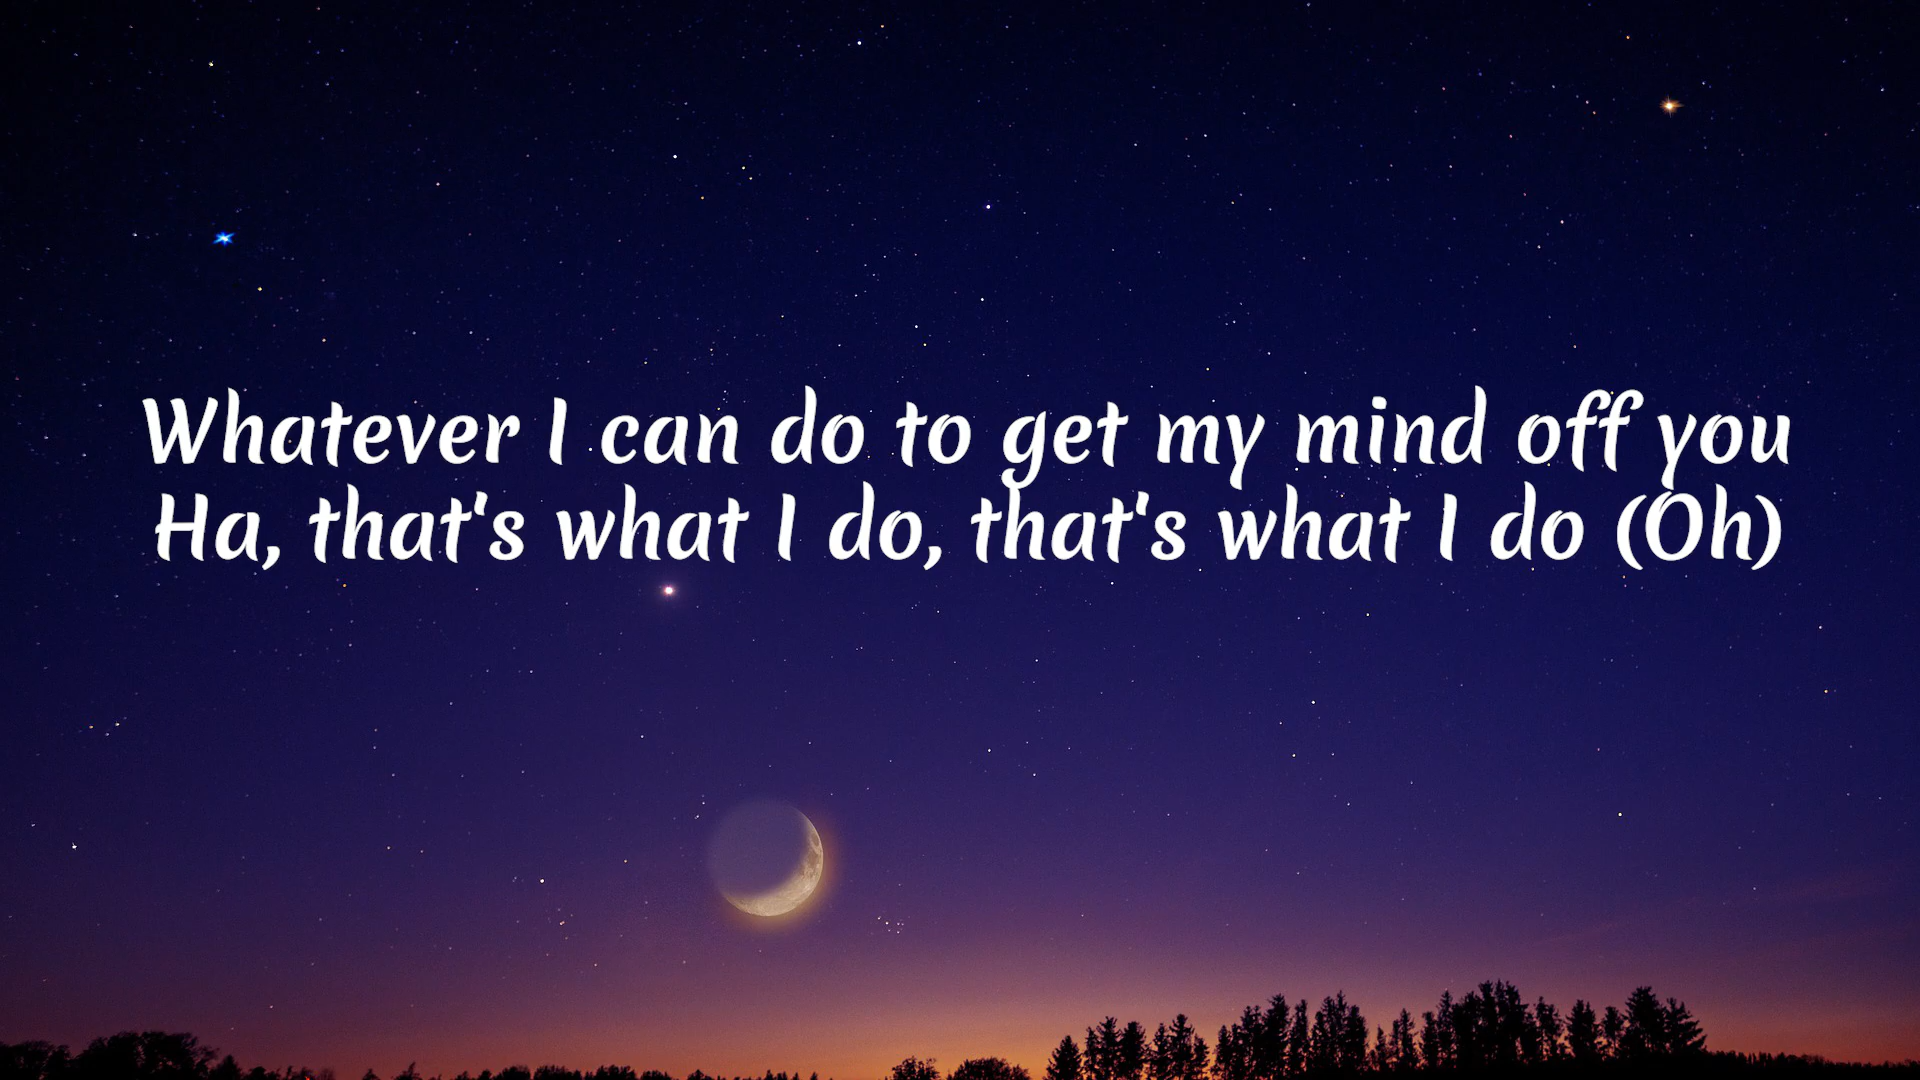 Whatever I can do to get my mind off you
Ha, that's what I do, that's what I do (Oh)